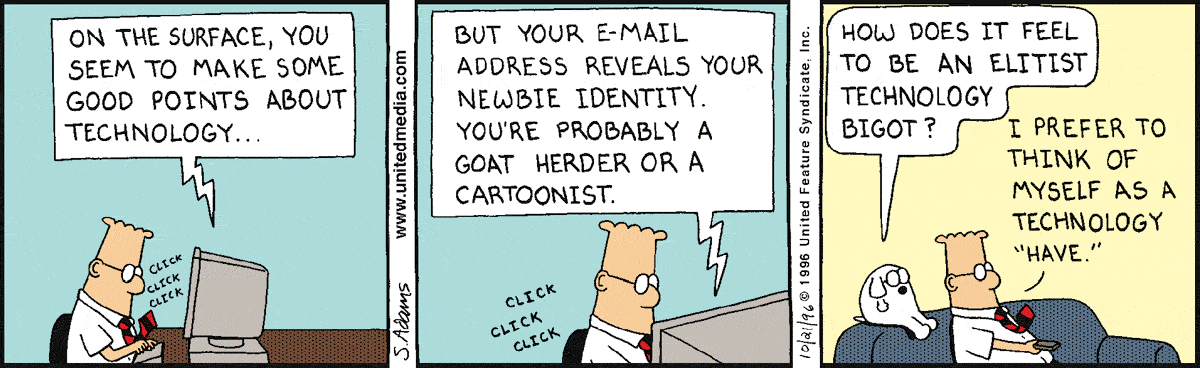 ON THE SURFACE, YOU
SEEM TO MAKE SOME
GOOD POINTS ABOUT
TECHNOLOGY...
CLICK
CLICK
CLICK
www.unitedmedia.com
S. Adams
BUT YOUR E-MAIL
ADDRESS REVEALS YOUR
NEWBIE IDENTITY.
YOU'RE PROBABLY A
GOAT HERDER OR A
CARTOONIST.
CLICK
CLICK
CLICK
10/21/96 © 1996 United Feature Syndicate, Inc.
HOW DOES IT FEEL
TO BE AN ELITIST
TECHNOLOGY
BIGOT?
I PREFER TO
THINK OF
MYSELF AS A
TECHNOLOGY
"HAVE."